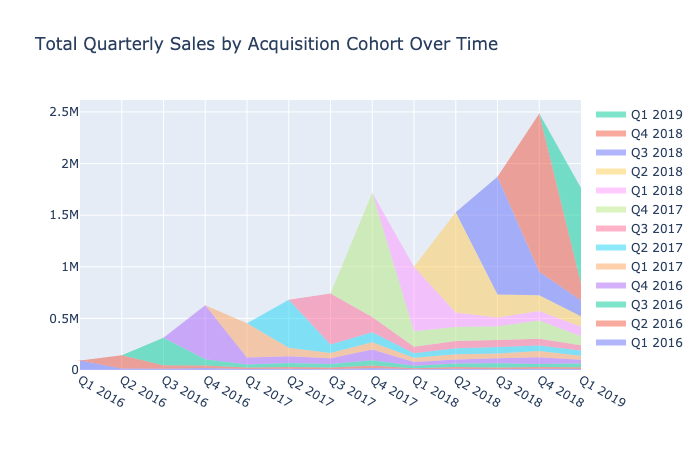 Total Quarterly Sales by Acquisition Cohort Over Time
2.5M
2M
1.5M
1M
0.5M
0
Q1 2016
Q2 2016
Q3 2016
Q4 2016
Q1 2017
Q2 2017
Q3 2017
Q4 2017
Q1 2018
Q2 2018
Q3 2018
Q4 2018
Q1 2019
Q1 2019
Q4 2018
Q3 2018
Q2 2018
Q1 2018
Q4 2017
Q3 2017
Q2 2017
Q1 2017
Q4 2016
Q3 2016
Q2 2016
Q1 2016